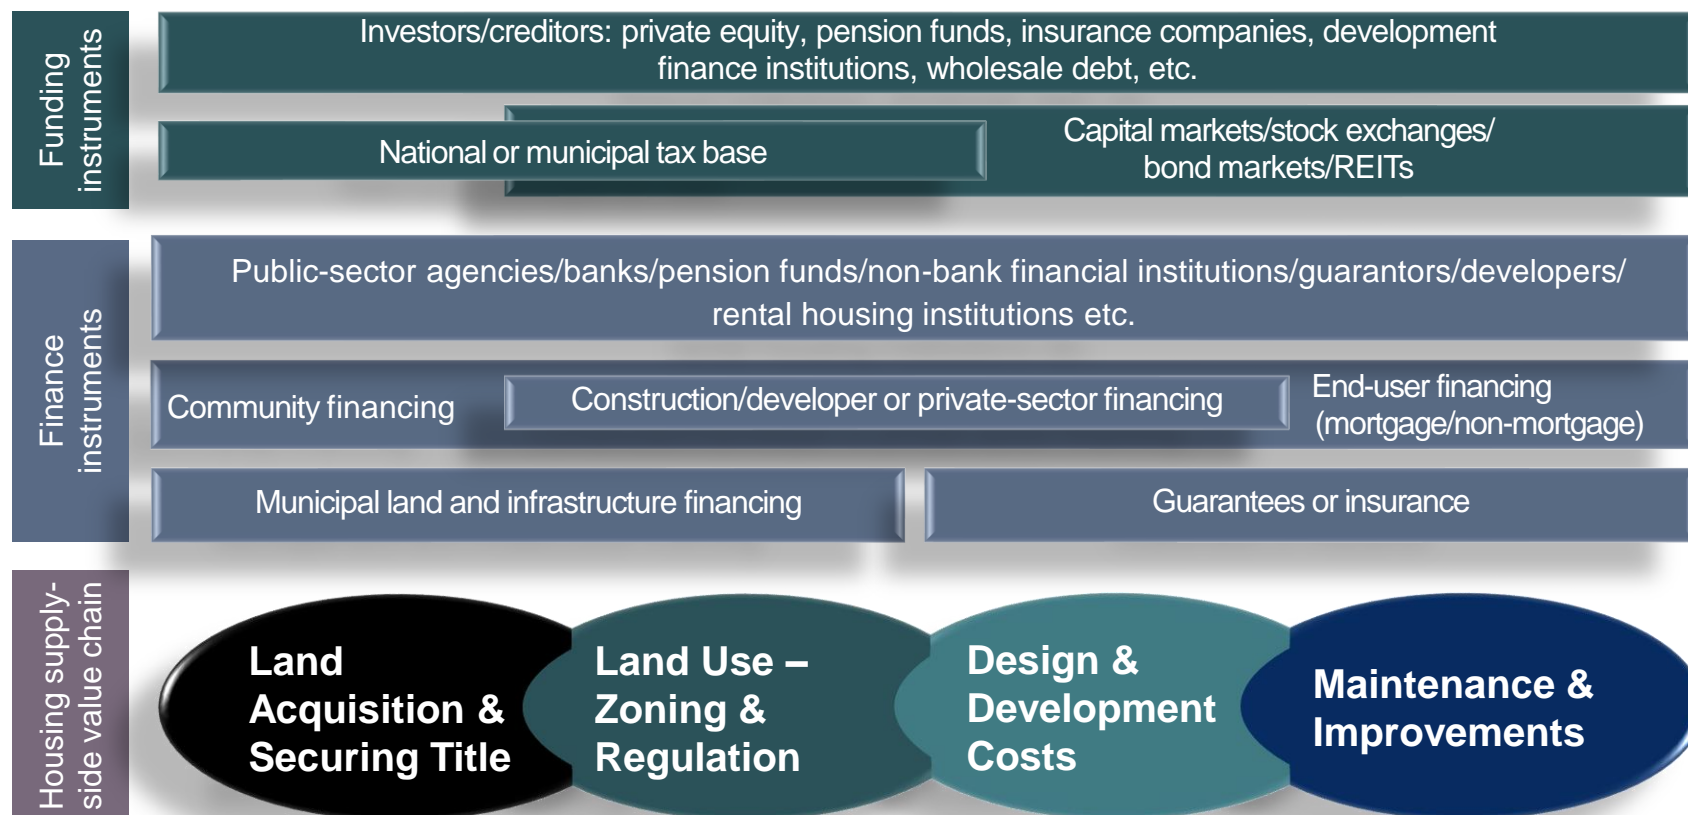 Funding
instruments
Investors/creditors: private equity, pension funds, insurance companies, development
finance institutions, wholesale debt, etc.
National or municipal tax base
Capital markets/stock exchanges/
bond markets/REITs
Finance
instruments
Public-sector agencies/banks/pension funds/non-bank financial institutions/guarantors/developers/
rental housing institutions etc.
Community financing
Construction/developer or private-sector financing
End-user financing
(mortgage/non-mortgage)
Municipal land and infrastructure financing
Guarantees or insurance
Housing supply-
side value chain
Land
Acquisition &
Securing Title
Land Use –
Zoning &
Regulation
Design &
Development
Costs
Maintenance &
Improvements